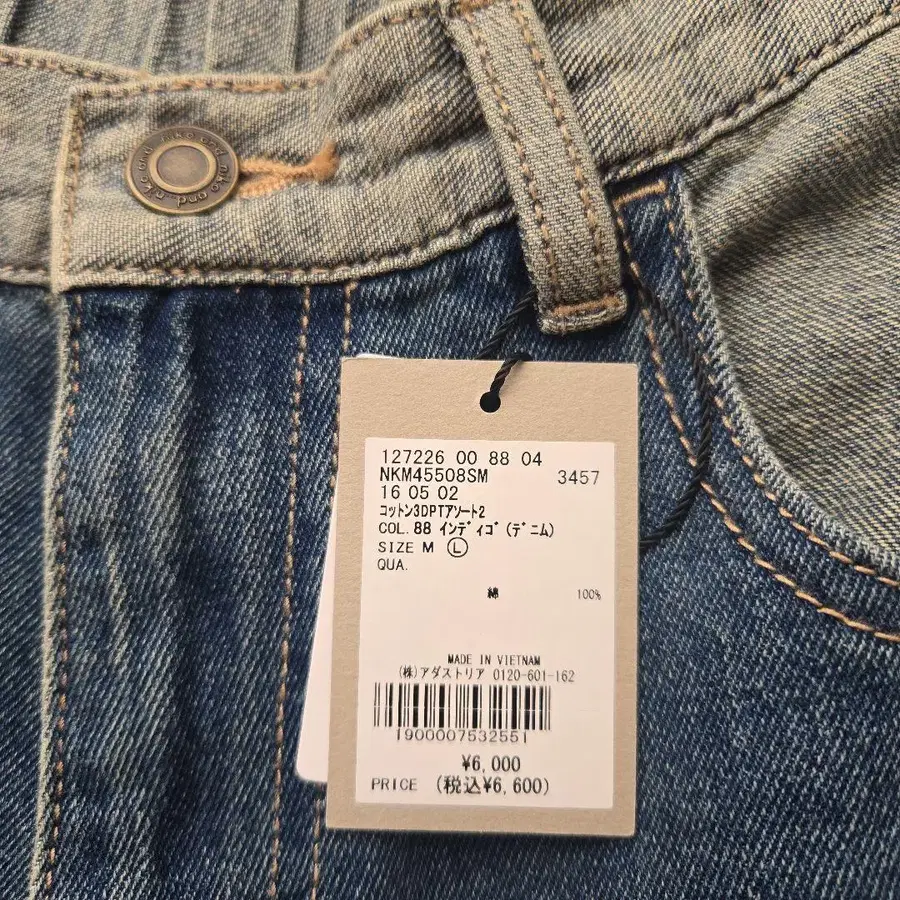 niko and ...
127226 00 88 04
NKM45508SM 3457
16 05 02
コットン3DPTアソート2
COL.88 インディゴ(デニム)
SIZE M Ⓛ
QUA.
綿 100%
MADE IN VIETNAM
(株)アダストリア 0120-601-162
1900007532551
¥6,000
PRICE (税込¥6,600)